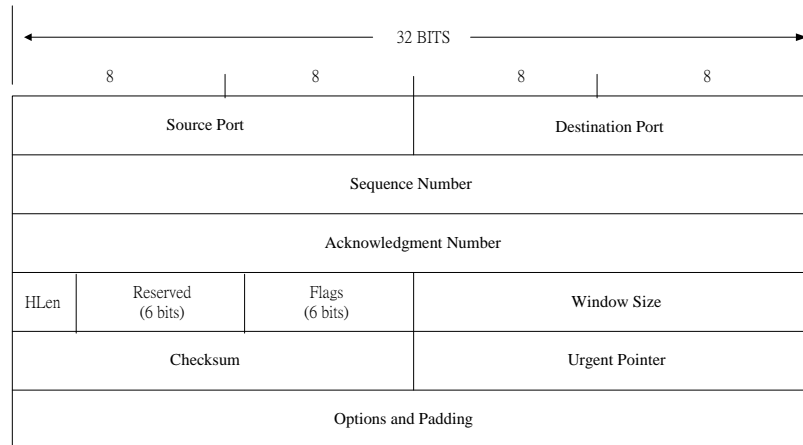 32 BITS
8 8 8 8
Source Port Destination Port
Sequence Number
Acknowledgment Number
HLen Reserved (6 bits) Flags (6 bits) Window Size
Checksum Urgent Pointer
Options and Padding